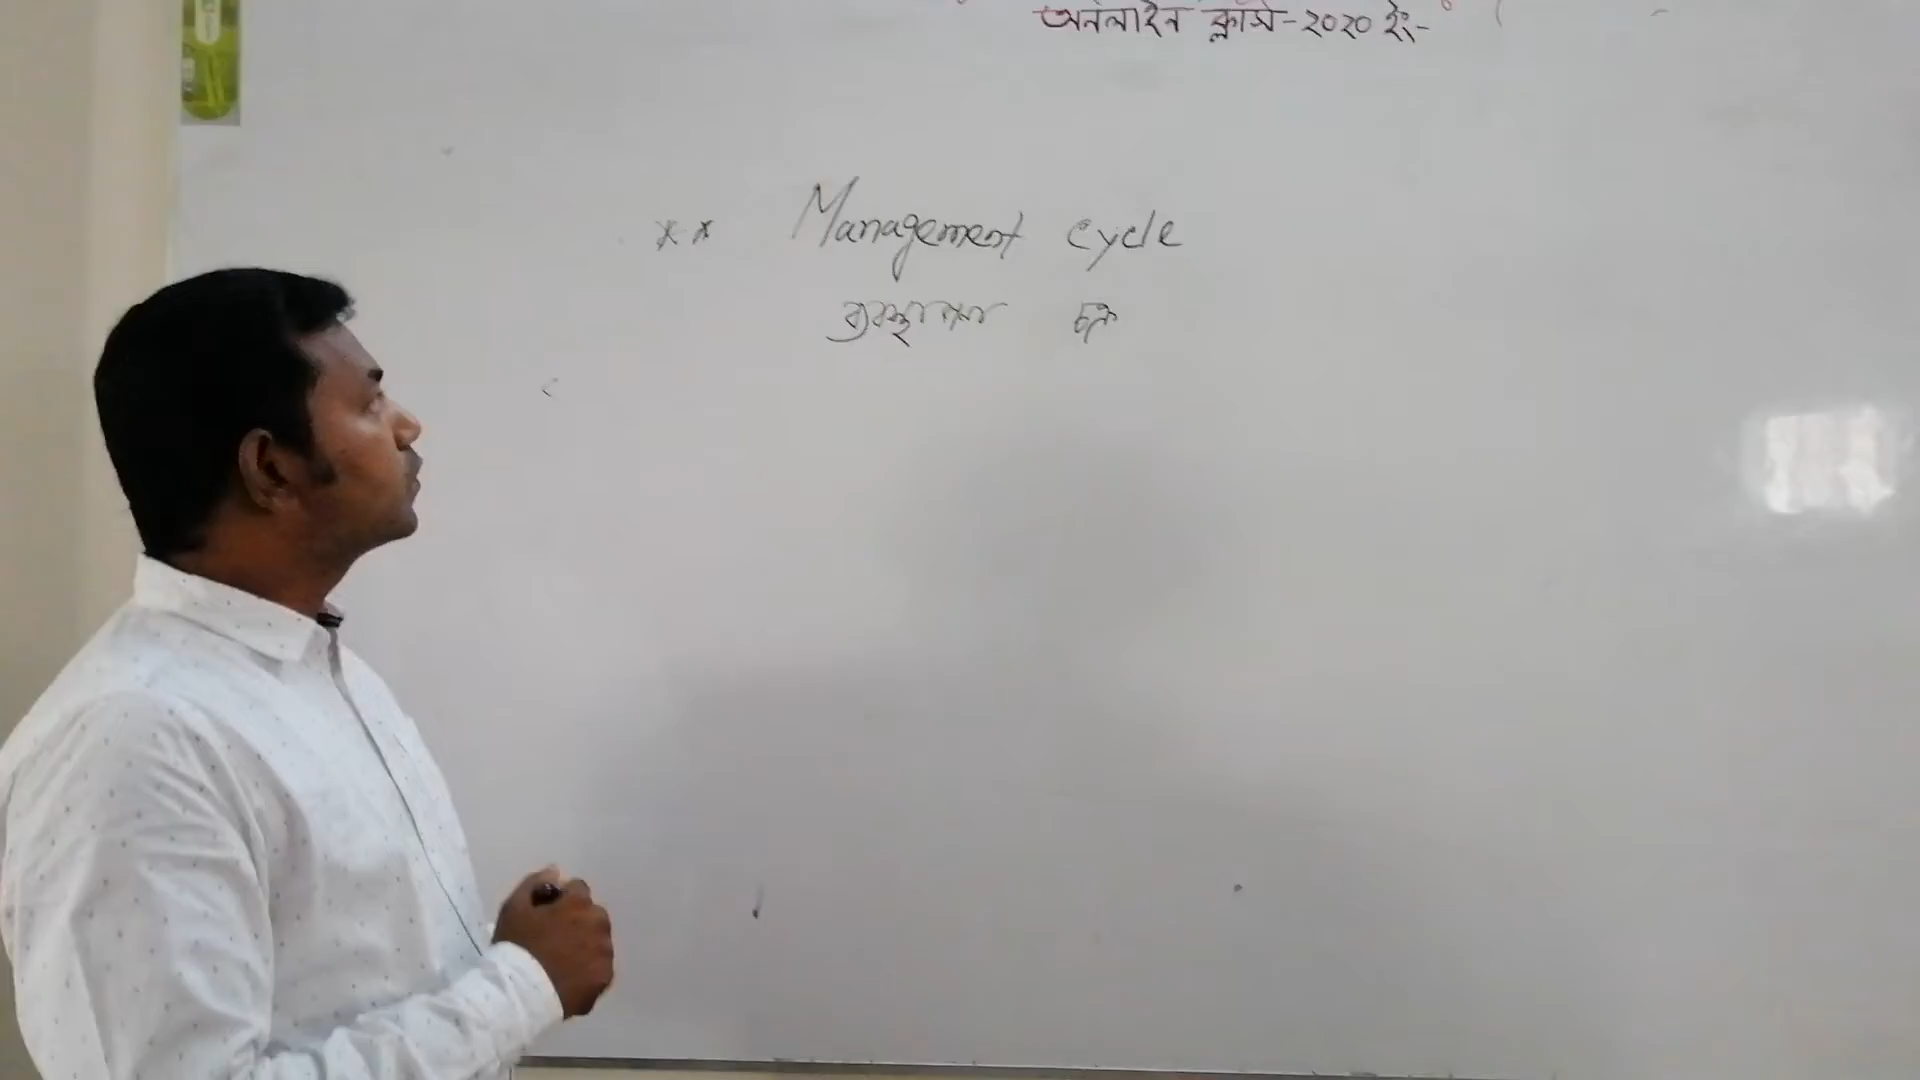 অনলাইন ক্লাস-২০২০ ইং-
** Management cycle
ব্যবস্থাপনা চক্র